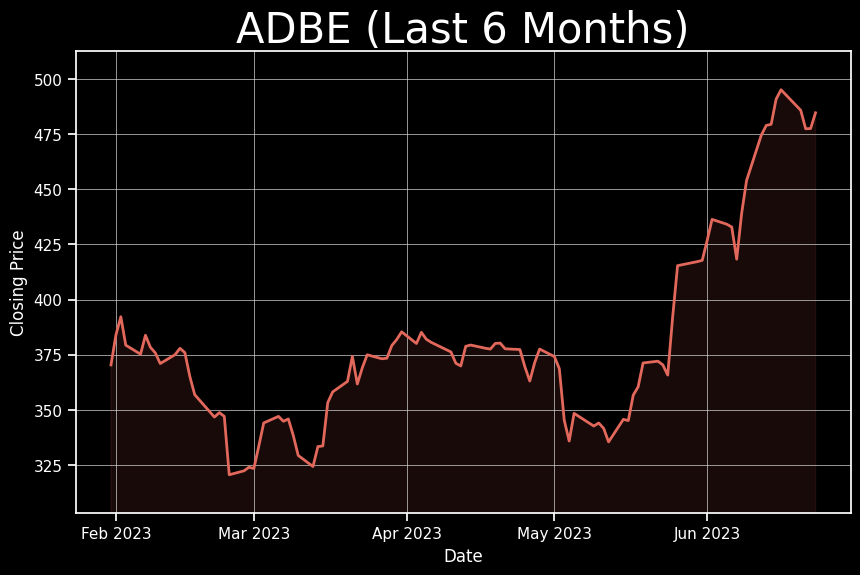 ADBE (Last 6 Months)
Closing Price
500
475
450
425
400
375
350
325
Feb 2023
Mar 2023
Apr 2023
May 2023
Jun 2023
Date